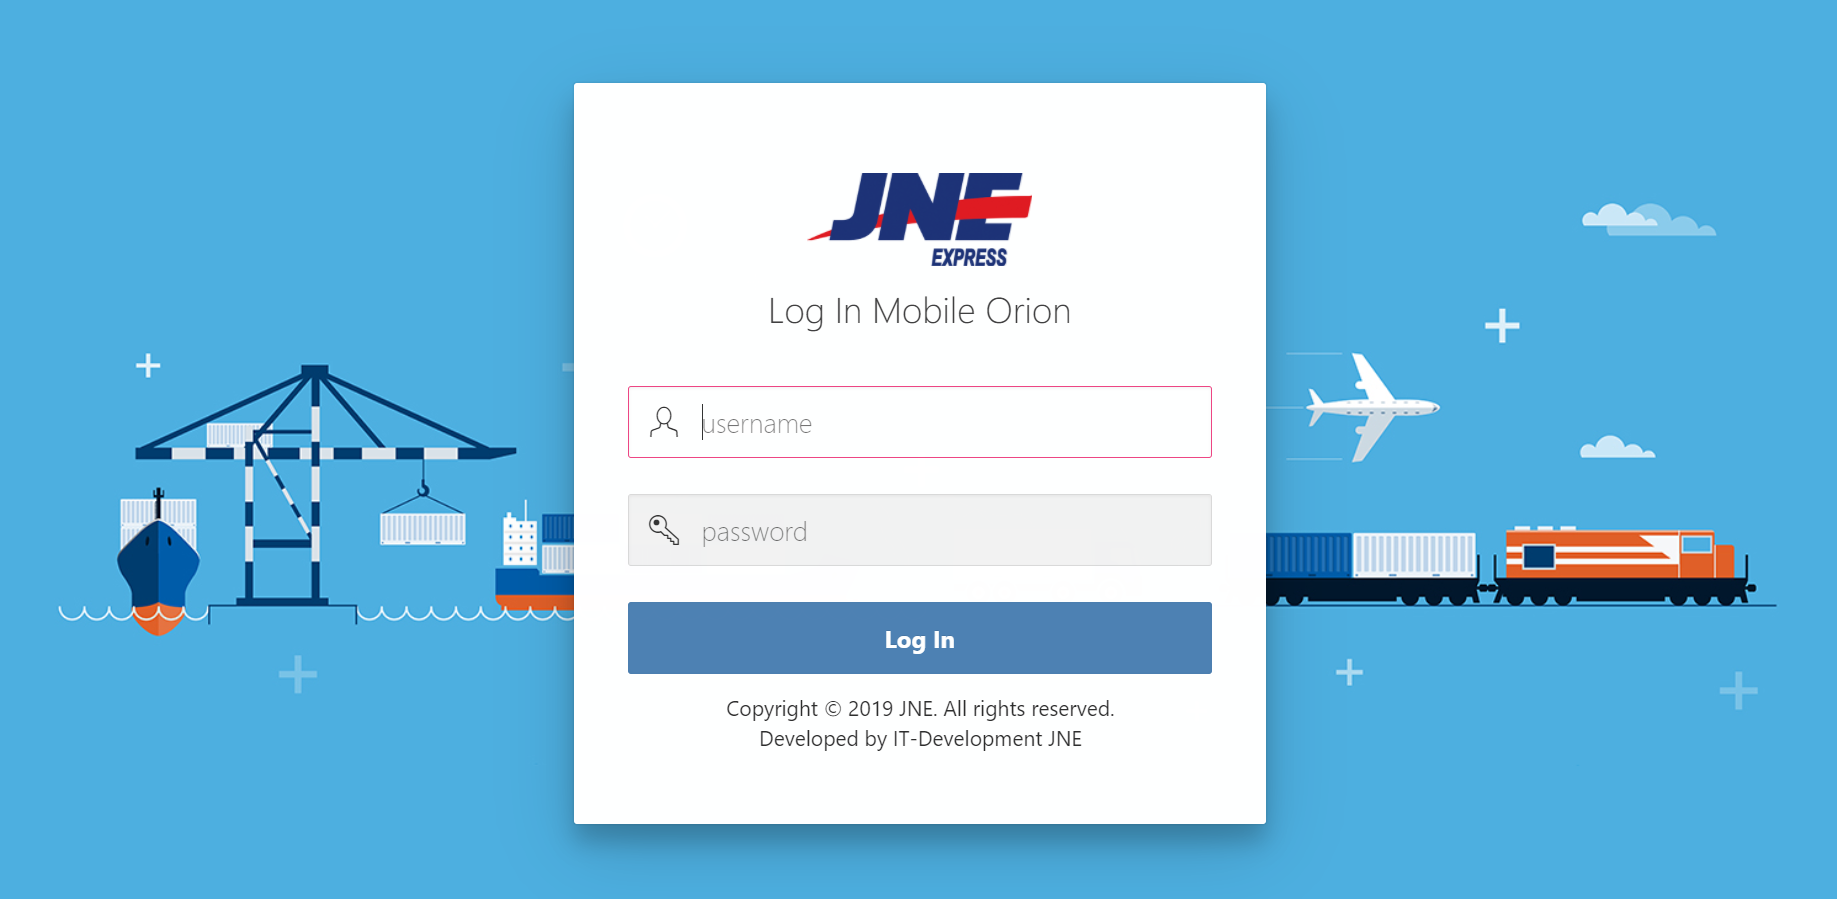 JNE
EXPRESS
Log In Mobile Orion
username
password
Log In
Copyright © 2019 JNE. All rights reserved.
Developed by IT-Development JNE